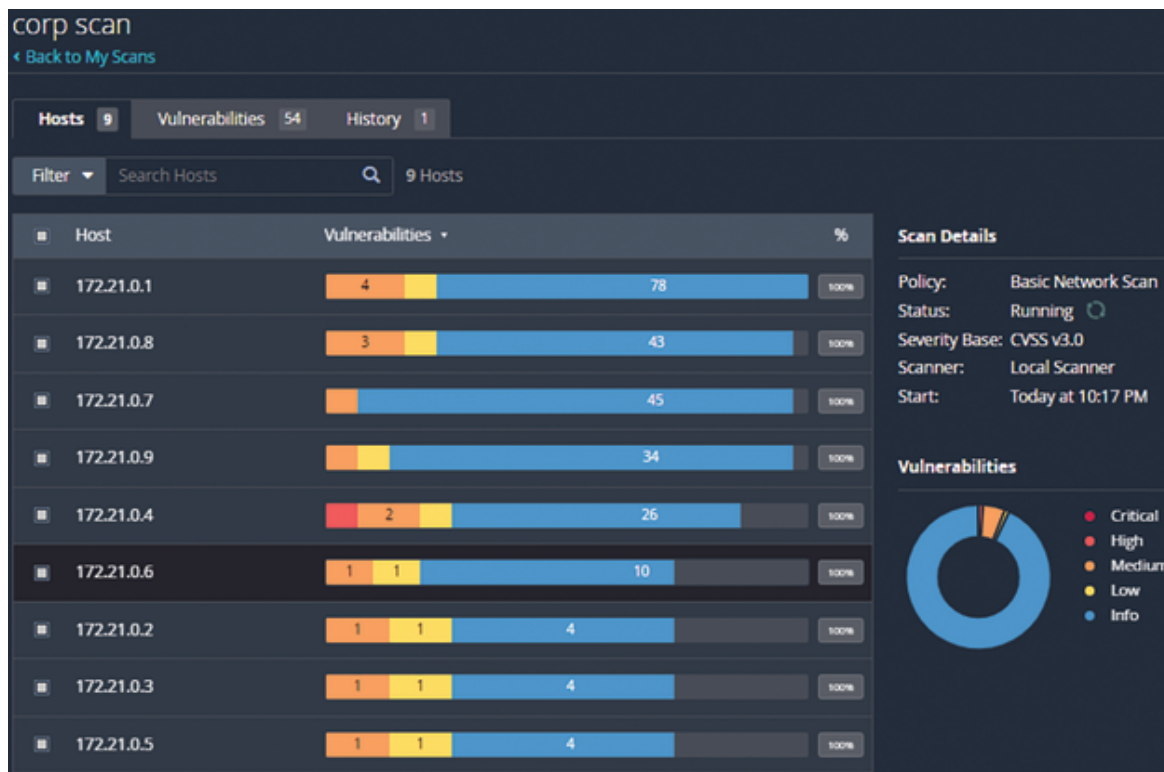 corp scan
‹ Back to My Scans
Hosts 9 Vulnerabilities 54 History 1
Filter Search Hosts 9 Hosts
Host Vulnerabilities %
172.21.0.1 4 78 100%
172.21.0.8 3 43 100%
172.21.0.7 45 100%
172.21.0.9 34 100%
172.21.0.4 2 26 100%
172.21.0.6 1 1 10 100%
172.21.0.2 1 1 4 100%
172.21.0.3 1 1 4 100%
172.21.0.5 1 1 4 100%
Scan Details
Policy: Basic Network Scan
Status: Running
Severity Base: CVSS v3.0
Scanner: Local Scanner
Start: Today at 10:17 PM
Vulnerabilities
Critical
High
Medium
Low
Info